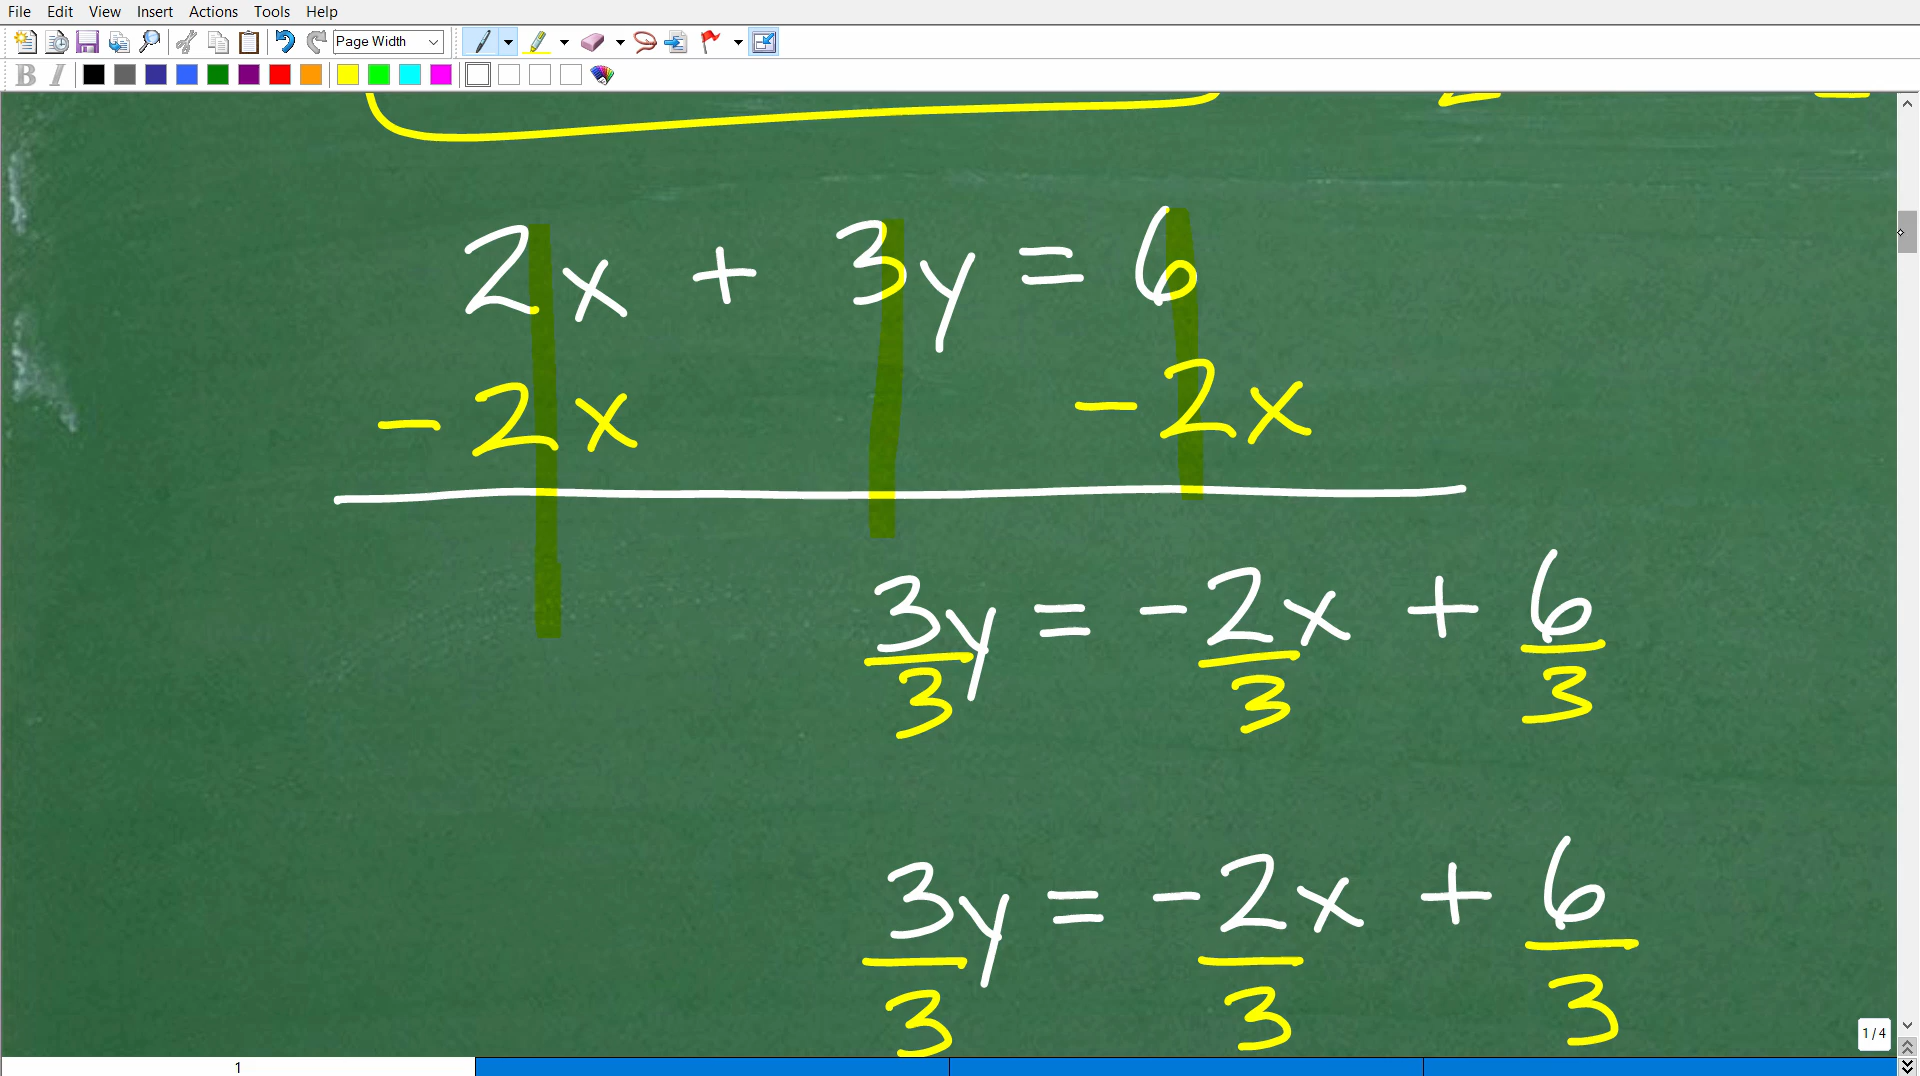 File Edit View Insert Actions Tools Help
Page Width
B I
2x + 3y = 6
-2x -2x
3y = -2x + 6
3 3 3
3y = -2x + 6
3 3 3
1 / 4
1